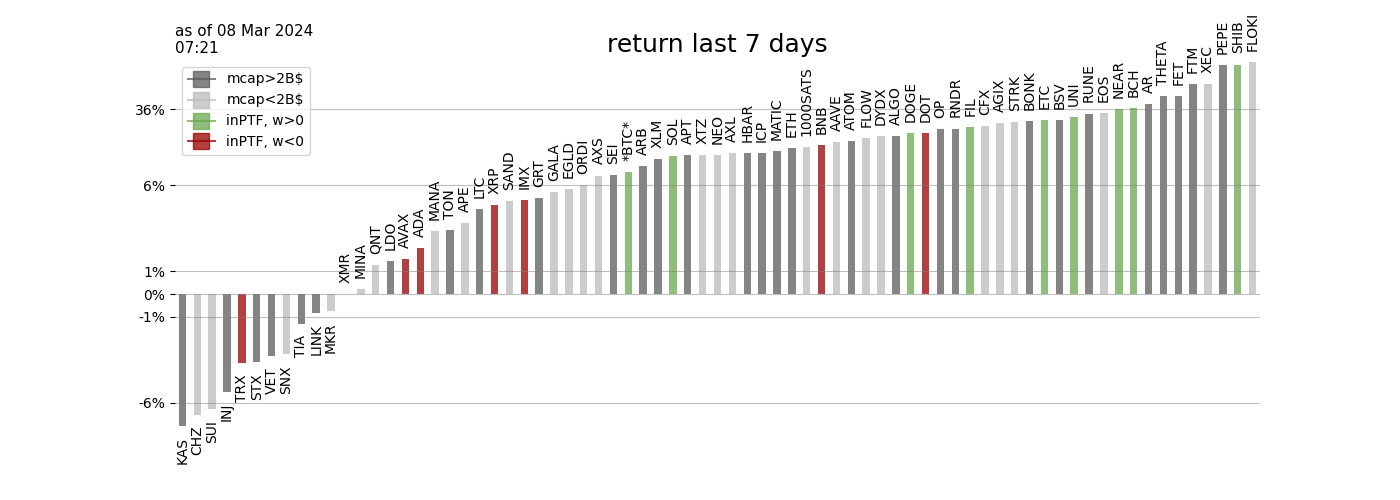 as of 08 Mar 2024
07:21
return last 7 days
mcap>2B$
mcap<2B$
inPTF, w>0
inPTF, w<0
36%
6%
1%
0%
-1%
-6%
KAS
CHZ
SUI
INJ
TRX
STX
VET
SNX
TIA
LINK
MKR
XMR
MINA
QNT
LDO
AVAX
ADA
MANA
TON
APE
LTC
XRP
SAND
IMX
GRT
GALA
EGLD
ORDI
AXS
SEI
*BTC*
ARB
XLM
SOL
APT
XTZ
NEO
AXL
HBAR
ICP
MATIC
ETH
1000SATS
BNB
AAVE
ATOM
FLOW
DYDX
ALGO
DOGE
DOT
OP
RNDR
FIL
CFX
AGIX
STRK
BONK
ETC
BSV
UNI
RUNE
EOS
NEAR
BCH
AR
THETA
FET
FTM
XEC
PEPE
SHIB
FLOKI